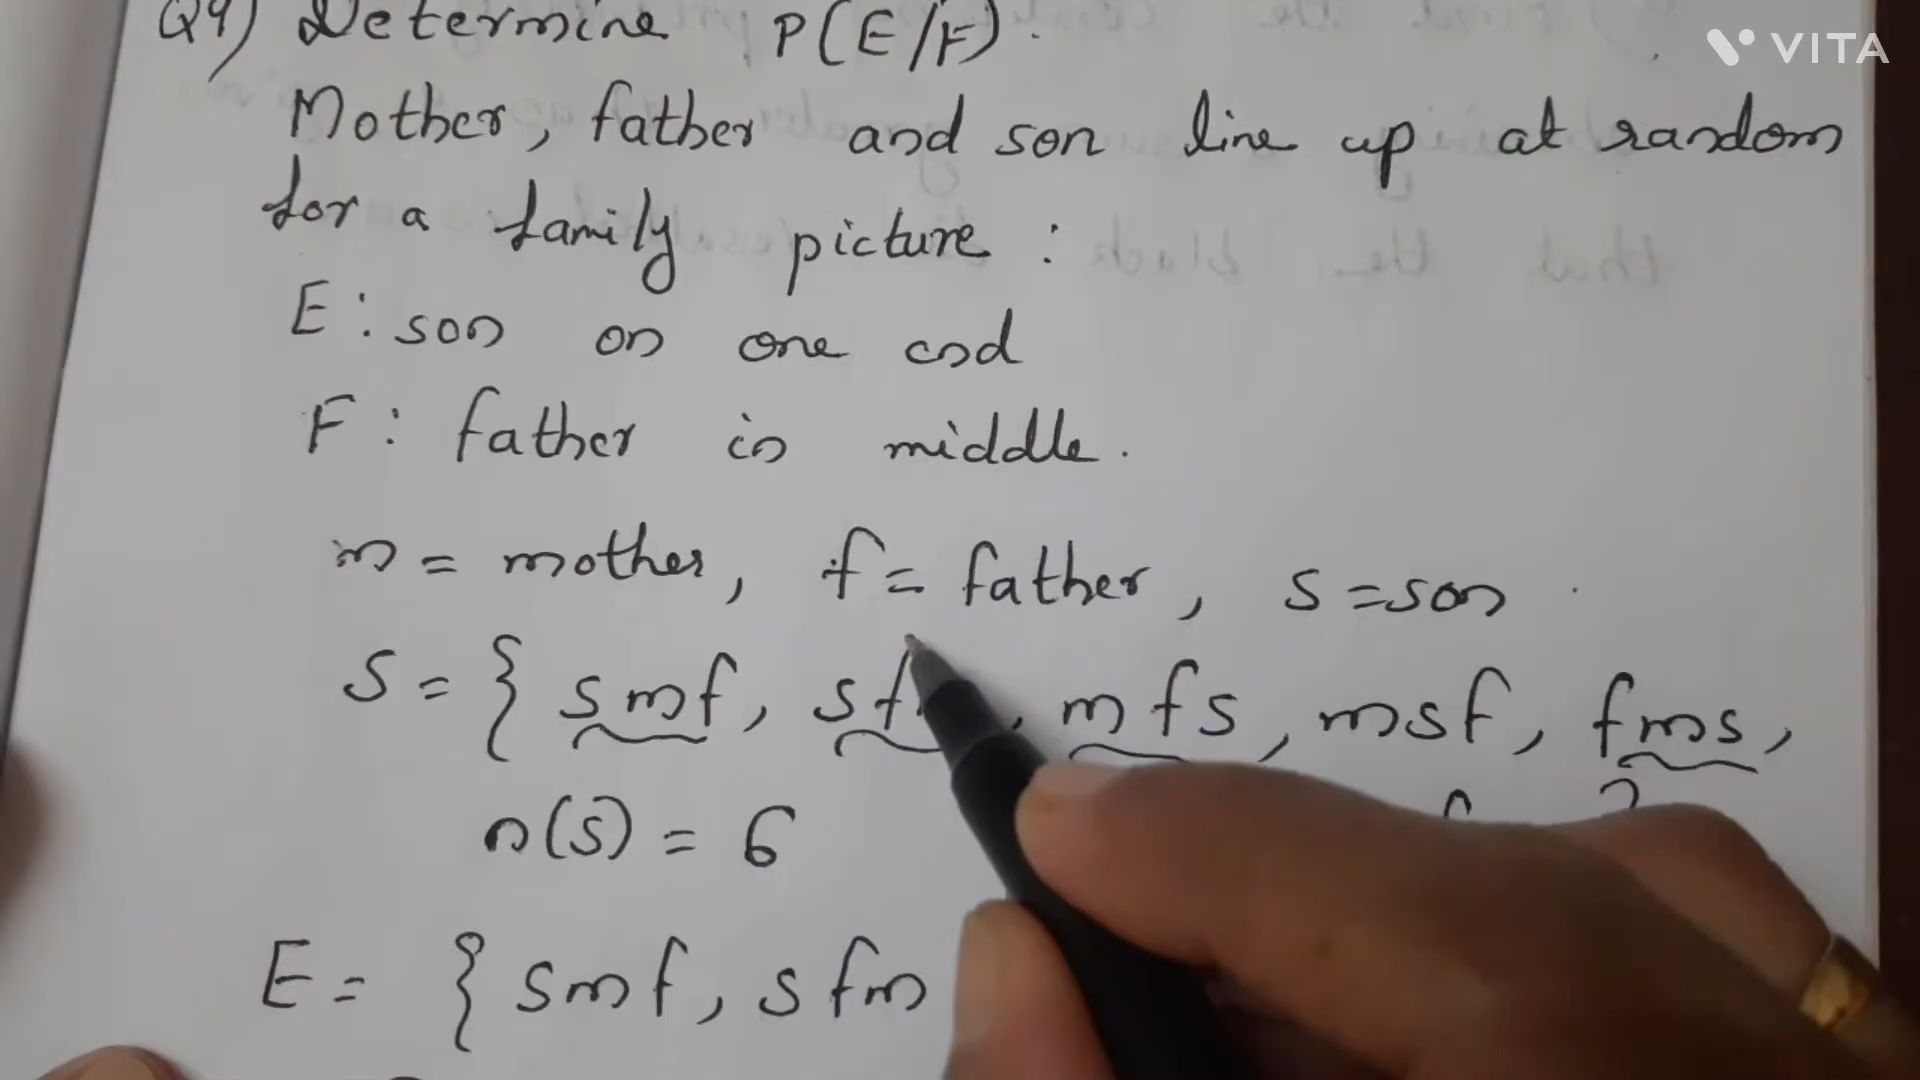 Q9) Determine P(E/F).
Mother, father and son line up at random
for a family picture :
E : son on one end
F : father in middle.
m = mother, f = father, s = son
S = { smf, sf , mfs, msf, fms,
n(S) = 6
E = { smf, sfm
VITA